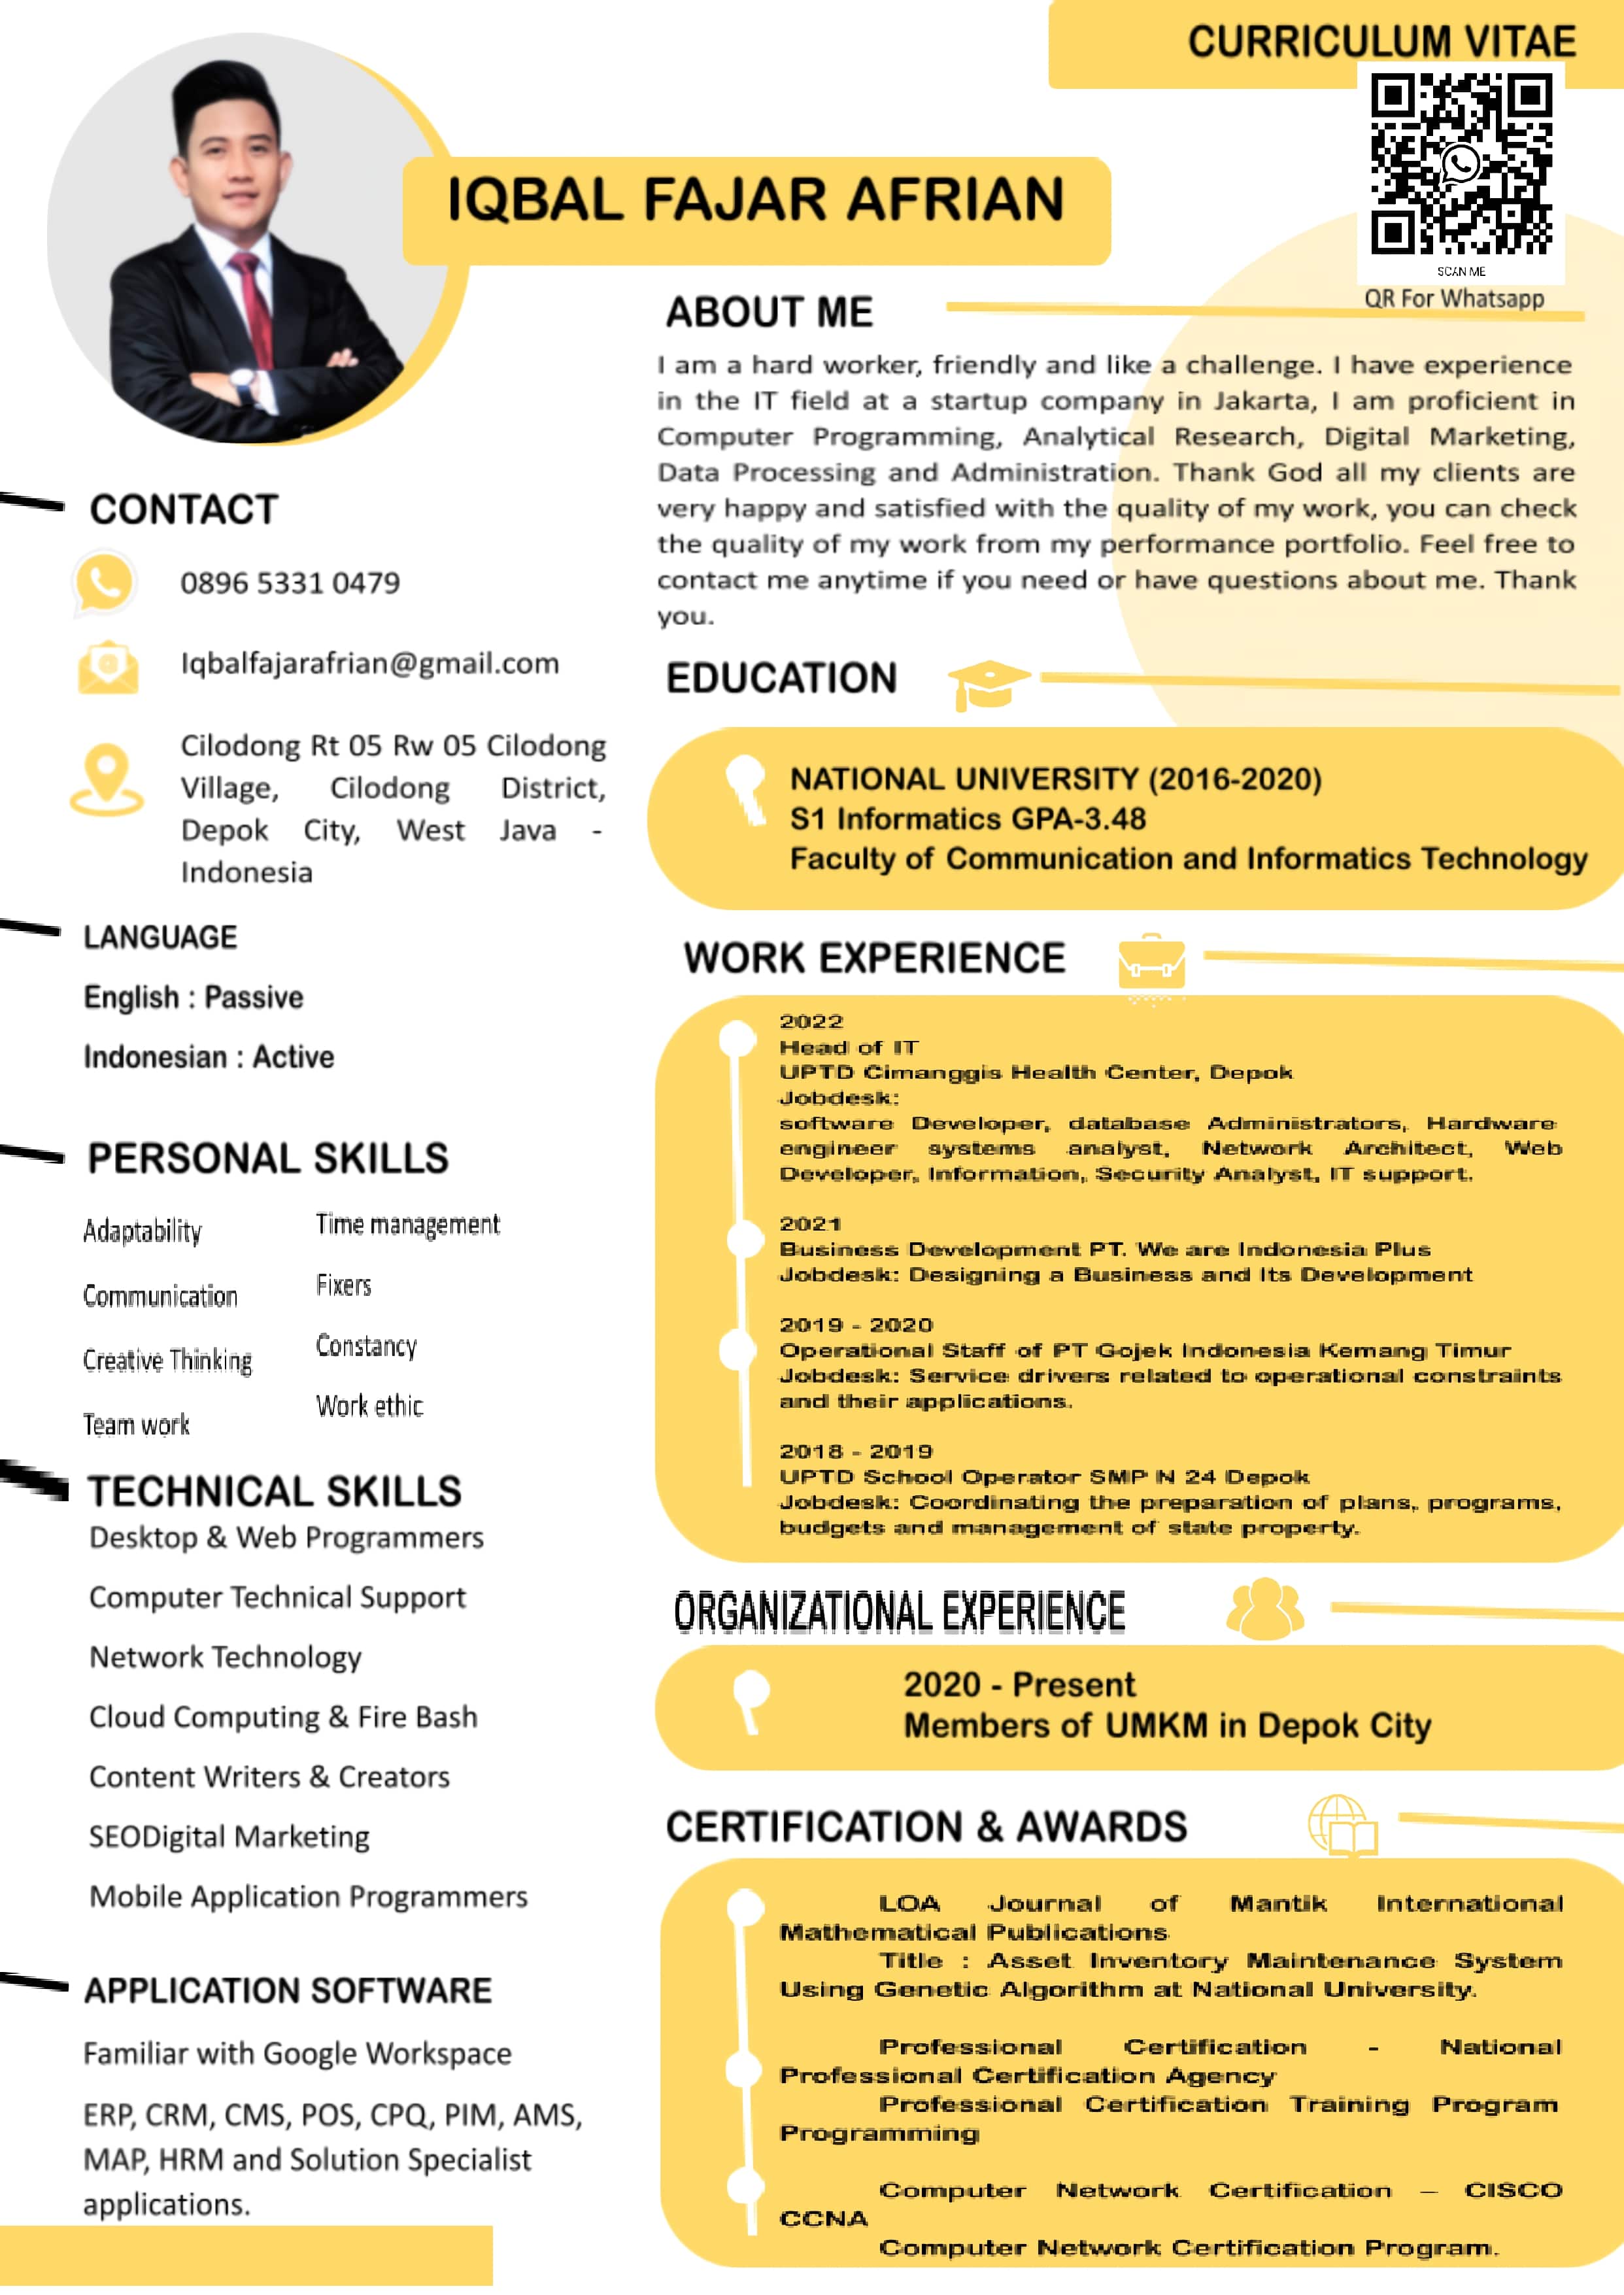 CURRICULUM VITAE
SCAN ME
QR For Whatsapp
IQBAL FAJAR AFRIAN
CONTACT
0896 5331 0479
Iqbalfajarafrian@gmail.com
Cilodong Rt 05 Rw 05 Cilodong
Village, Cilodong District,
Depok City, West Java -
Indonesia
LANGUAGE
English : Passive
Indonesian : Active
PERSONAL SKILLS
Adaptability
Communication
Creative Thinking
Team work
Time management
Fixers
Constancy
Work ethic
TECHNICAL SKILLS
Desktop & Web Programmers
Computer Technical Support
Network Technology
Cloud Computing & Fire Bash
Content Writers & Creators
SEODigital Marketing
Mobile Application Programmers
APPLICATION SOFTWARE
Familiar with Google Workspace
ERP, CRM, CMS, POS, CPQ, PIM, AMS,
MAP, HRM and Solution Specialist
applications.
ABOUT ME
I am a hard worker, friendly and like a challenge. I have experience
in the IT field at a startup company in Jakarta, I am proficient in
Computer Programming, Analytical Research, Digital Marketing,
Data Processing and Administration. Thank God all my clients are
very happy and satisfied with the quality of my work, you can check
the quality of my work from my performance portfolio. Feel free to
contact me anytime if you need or have questions about me. Thank
you.
EDUCATION
NATIONAL UNIVERSITY (2016-2020)
S1 Informatics GPA-3.48
Faculty of Communication and Informatics Technology
WORK EXPERIENCE
2022
Head of IT
UPTD Cimanggis Health Center, Depok
Jobdesk:
software Developer, database Administrators, Hardware
engineer systems analyst, Network Architect, Web
Developer, Information, Security Analyst, IT support.
2021
Business Development PT. We are Indonesia Plus
Jobdesk: Designing a Business and Its Development
2019 - 2020
Operational Staff of PT Gojek Indonesia Kemang Timur
Jobdesk: Service drivers related to operational constraints
and their applications.
2018 - 2019
UPTD School Operator SMP N 24 Depok
Jobdesk: Coordinating the preparation of plans, programs,
budgets and management of state property.
ORGANIZATIONAL EXPERIENCE
2020 - Present
Members of UMKM in Depok City
CERTIFICATION & AWARDS
LOA Journal of Mantik International
Mathematical Publications
Title : Asset Inventory Maintenance System
Using Genetic Algorithm at National University.
Professional Certification - National
Professional Certification Agency
Professional Certification Training Program
Programming
Computer Network Certification – CISCO
CCNA
Computer Network Certification Program.